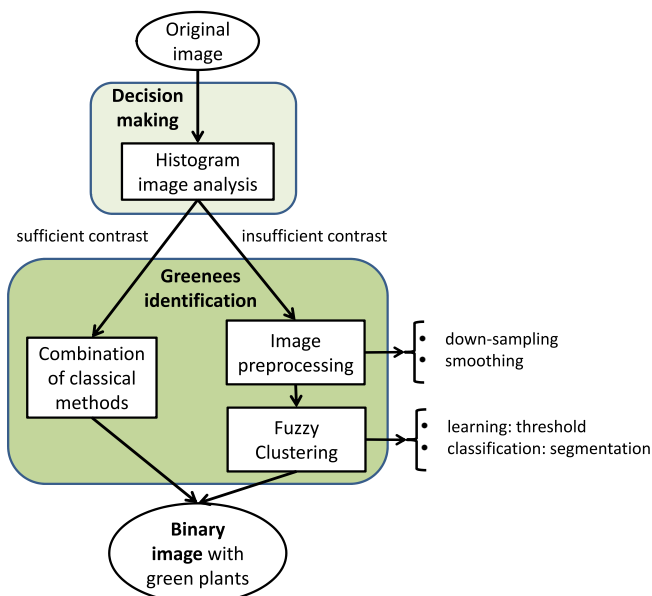 Original
image
Decision
making
Histogram
image analysis
sufficient contrast
insufficient contrast
Greenees
identification
Combination
of classical
methods
Image
preprocessing
• down-sampling
• smoothing
Fuzzy
Clustering
• learning: threshold
• classification: segmentation
Binary
image with
green plants